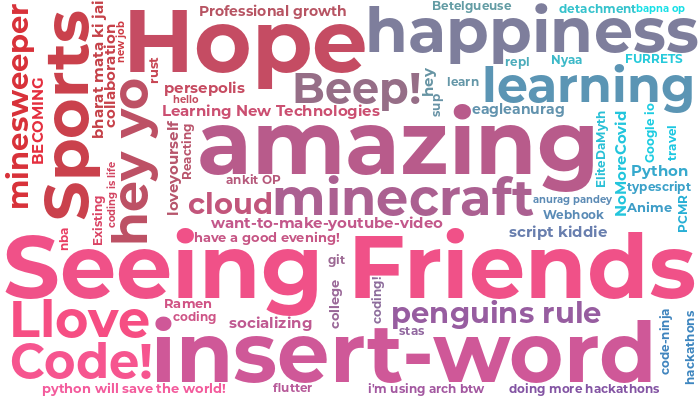 minesweeper
BECOMING
Sports
bharat mata ki jai
collaboration
new job
Hope
Professional growth
happiness
Betelgueuse
detachment
bapna op
rust
persepolis
hello
Beep!
hey
sup
learn
repl
Nyaa
FURRETS
learning
hey yo
Learning New Technologies
eagleanurag
loveyourself
Reacting
amazing
EliteDaMyth
NoMoreCovid
Google io
travel
Python
typescript
PCMR
Anime
ankit OP
cloud
minecraft
anurag pandey
Webhook
script kiddie
nba
Existing
coding is life
want-to-make-youtube-video
have a good evening!
Seeing Friends
git
college
coding!
Llove
Code!
Ramen
coding
socializing
penguins rule
stas
insert-word
code-ninja
hackathons
python will save the world!
flutter
i'm using arch btw
doing more hackathons